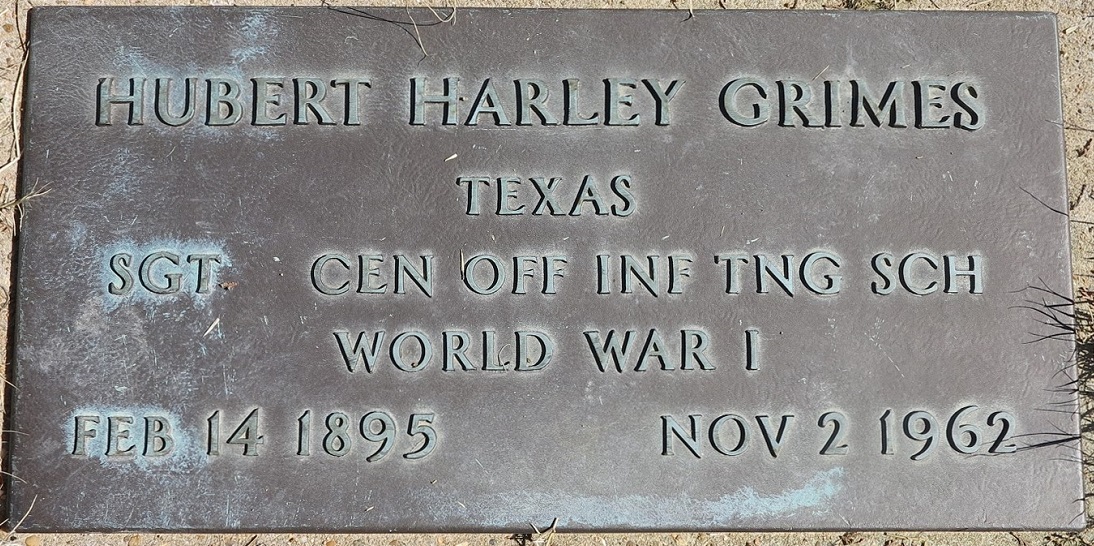 HUBERT HARLEY GRIMES
TEXAS
SGT CEN OFF INF TNG SCH
WORLD WAR I
FEB 14 1895 NOV 2 1962